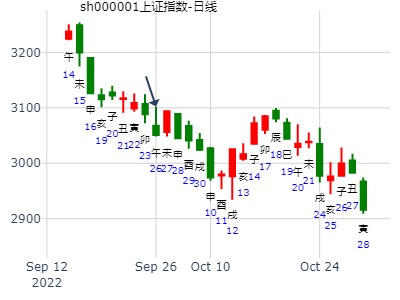 sh000001上证指数-日线
3200
3100
3000
2900
午
14
未
15
申
16
亥
19
子
20
丑
21
寅
22
卯
23
午
26
未
27
申
28
酉
29
戌
30
申
10
酉
11
戌
12
亥
13
子
14
卯
17
辰
18
巳
19
午
20
未
21
戌
24
亥
25
子
26
丑
27
寅
28
Sep 12
2022
Sep 26
Oct 10
Oct 24